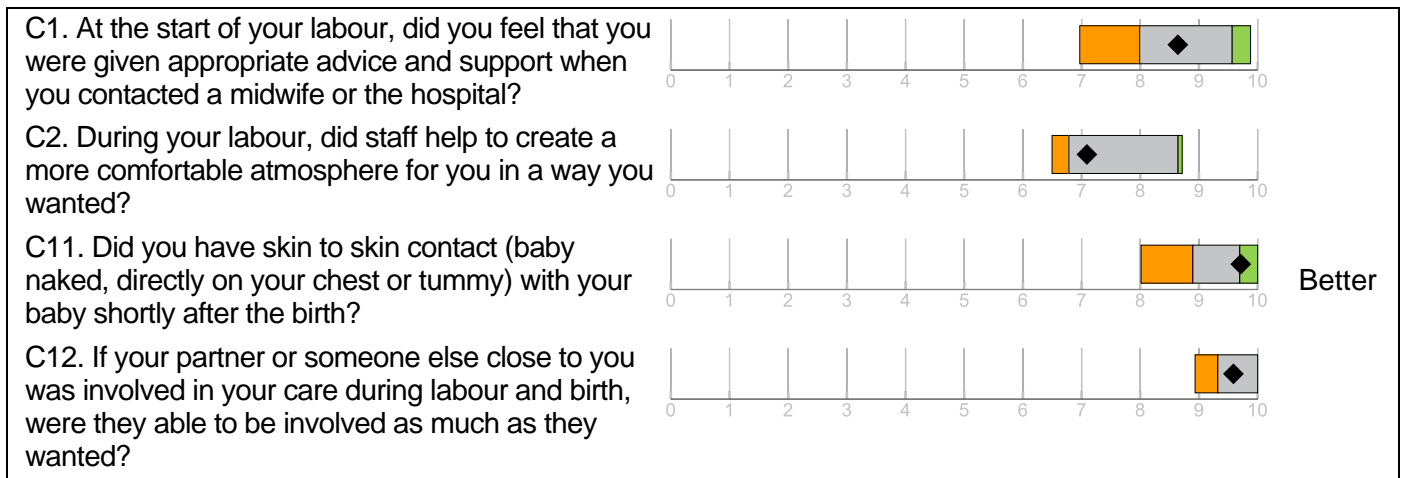 C1. At the start of your labour, did you feel that you
were given appropriate advice and support when
you contacted a midwife or the hospital?
0 1 2 3 4 5 6 7 8 9 10
C2. During your labour, did staff help to create a
more comfortable atmosphere for you in a way you
wanted?
0 1 2 3 4 5 6 7 8 9 10
C11. Did you have skin to skin contact (baby
naked, directly on your chest or tummy) with your
baby shortly after the birth?
0 1 2 3 4 5 6 7 8 9 10
Better
C12. If your partner or someone else close to you
was involved in your care during labour and birth,
were they able to be involved as much as they
wanted?
0 1 2 3 4 5 6 7 8 9 10